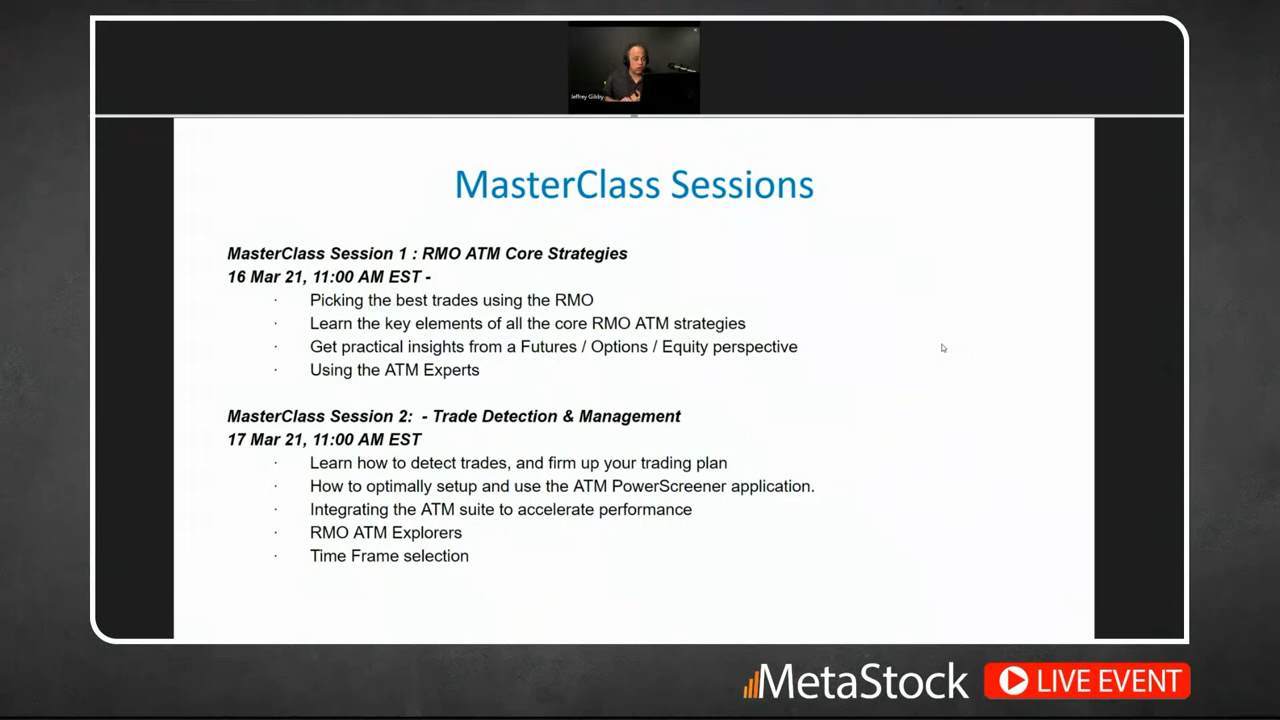 Jeffrey Gibby
MasterClass Sessions
MasterClass Session 1 : RMO ATM Core Strategies
16 Mar 21, 11:00 AM EST -
· Picking the best trades using the RMO
· Learn the key elements of all the core RMO ATM strategies
· Get practical insights from a Futures / Options / Equity perspective
· Using the ATM Experts
MasterClass Session 2: - Trade Detection & Management
17 Mar 21, 11:00 AM EST
· Learn how to detect trades, and firm up your trading plan
· How to optimally setup and use the ATM PowerScreener application.
· Integrating the ATM suite to accelerate performance
· RMO ATM Explorers
· Time Frame selection
MetaStock LIVE EVENT